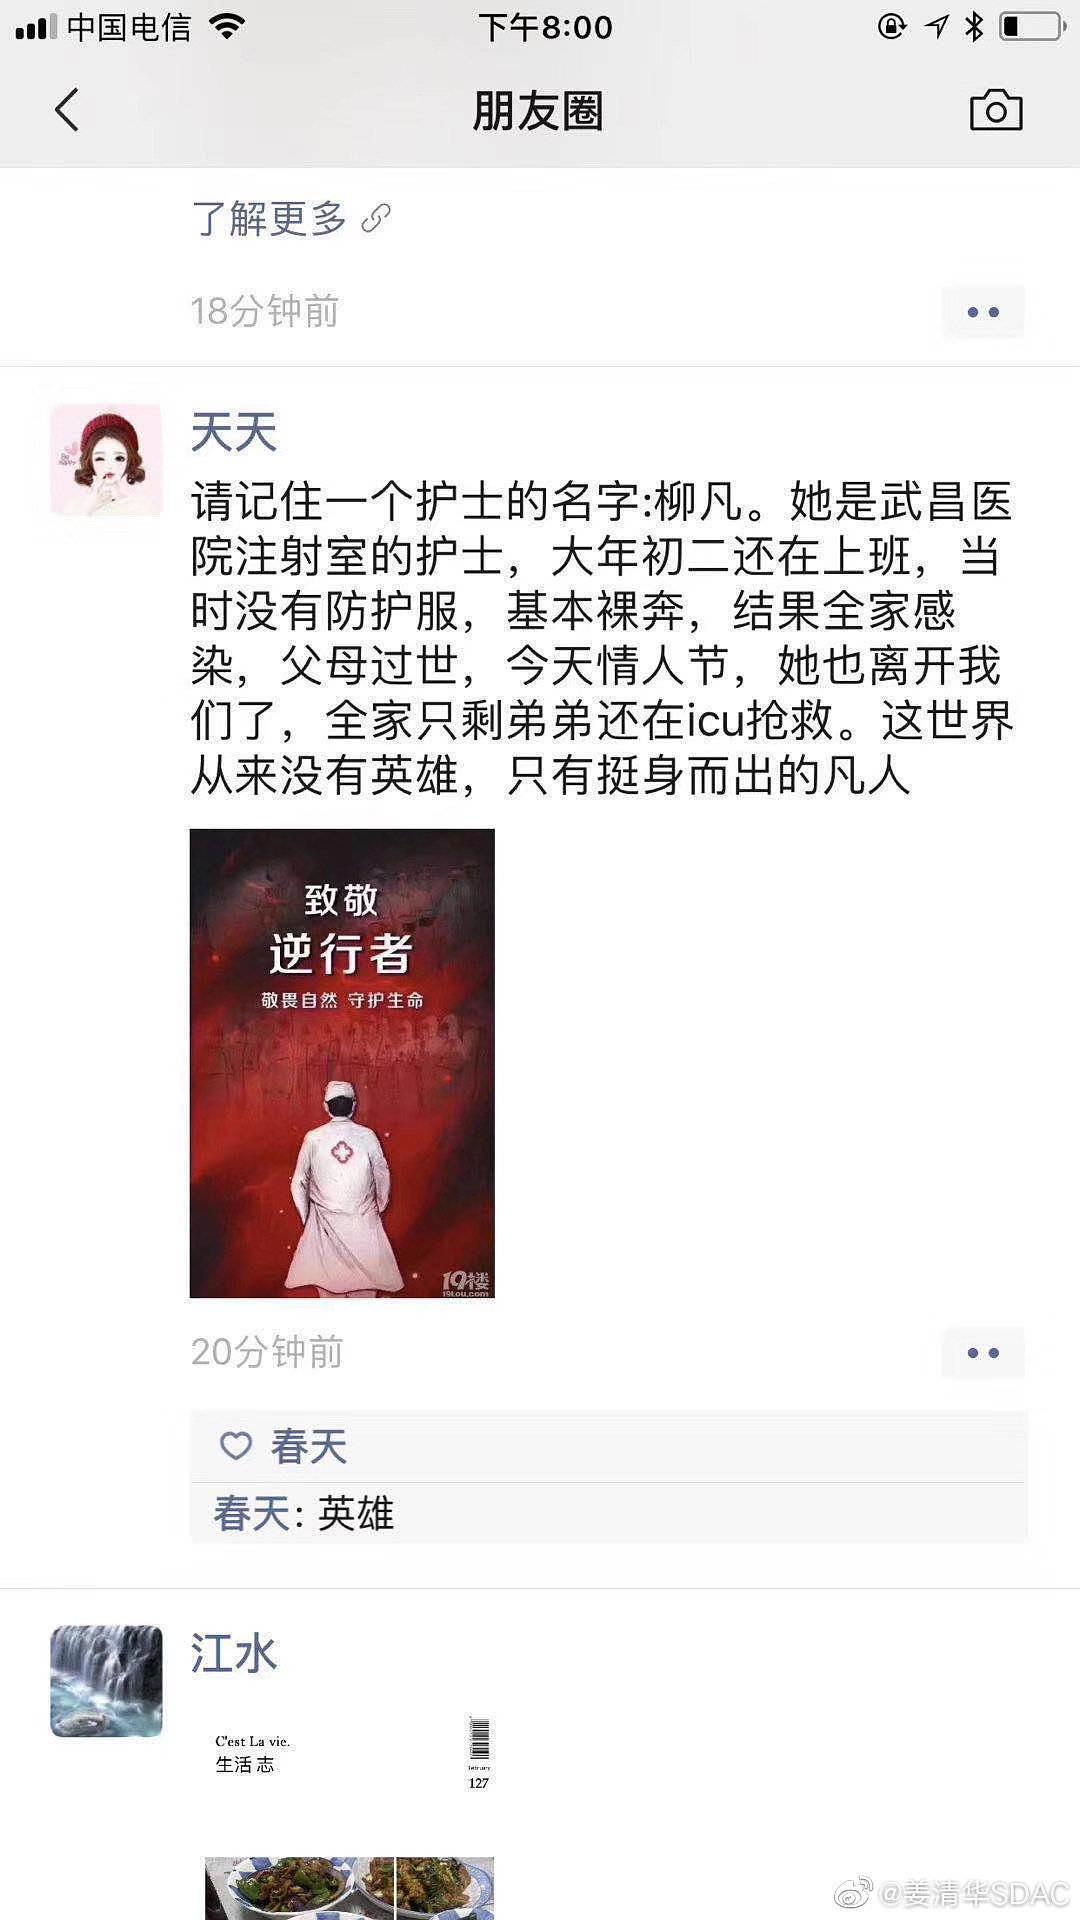 中国电信
下午8:00
朋友圈
了解更多
18分钟前
天天
请记住一个护士的名字:柳凡。她是武昌医
院注射室的护士，大年初二还在上班，当
时没有防护服，基本裸奔，结果全家感
染，父母过世，今天情人节，她也离开我
们了，全家只剩弟弟还在icu抢救。这世界
从来没有英雄，只有挺身而出的凡人
Be
happy
致敬
逆行者
敬畏自然 守护生命
19楼
19lou.com
20分钟前
春天
春天: 英雄
江水
C'est La vie.
生活 志
February
127
@姜清华SDAC